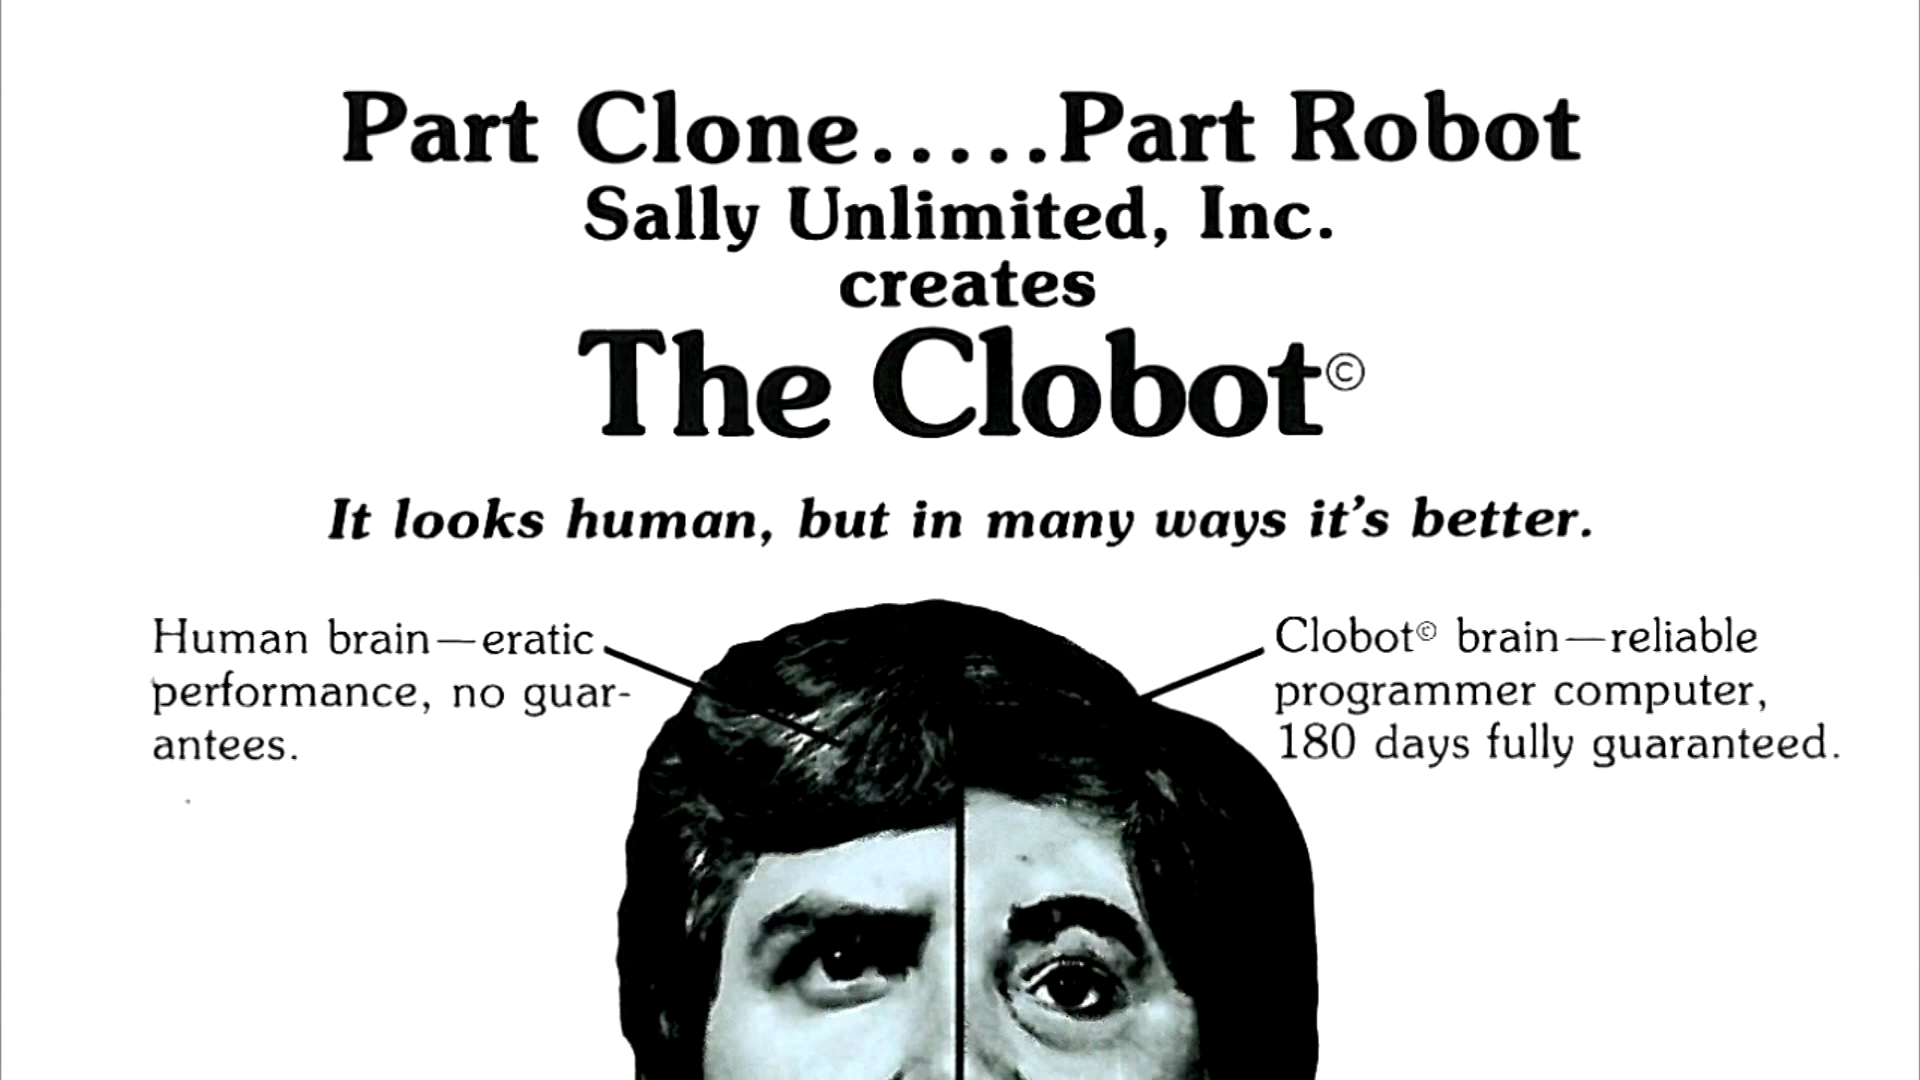 Part Clone.....Part Robot
Sally Unlimited, Inc.
creates
The Clobot©
It looks human, but in many ways it's better.
Human brain—eratic
performance, no guar-
antees.
Clobot© brain—reliable
programmer computer,
180 days fully guaranteed.